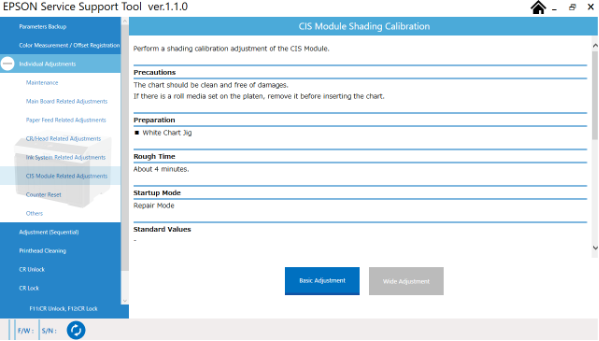 EPSON Service Support Tool ver.1.1.0
Parameters Backup
Color Measurement / Offset Registration
Individual Adjustments
Maintenance
Main Board Related Adjustments
Paper Feed Related Adjustments
CR/Head Related Adjustments
Ink System Related Adjustments
CIS Module Related Adjustments
Counter Reset
Others
Adjustment (Sequential)
Printhead Cleaning
CR Unlock
CR Lock
F11:CR Unlock, F12:CR Lock
CIS Module Shading Calibration
Perform a shading calibration adjustment of the CIS Module.
Precautions
The chart should be clean and free of damages.
If there is a roll media set on the platen, remove it before inserting the chart.
Preparation
■ White Chart Jig
Rough Time
About 4 minutes.
Startup Mode
Repair Mode
Standard Values
-
Basic Adjustment
Wide Adjustment
F/W :
S/N :